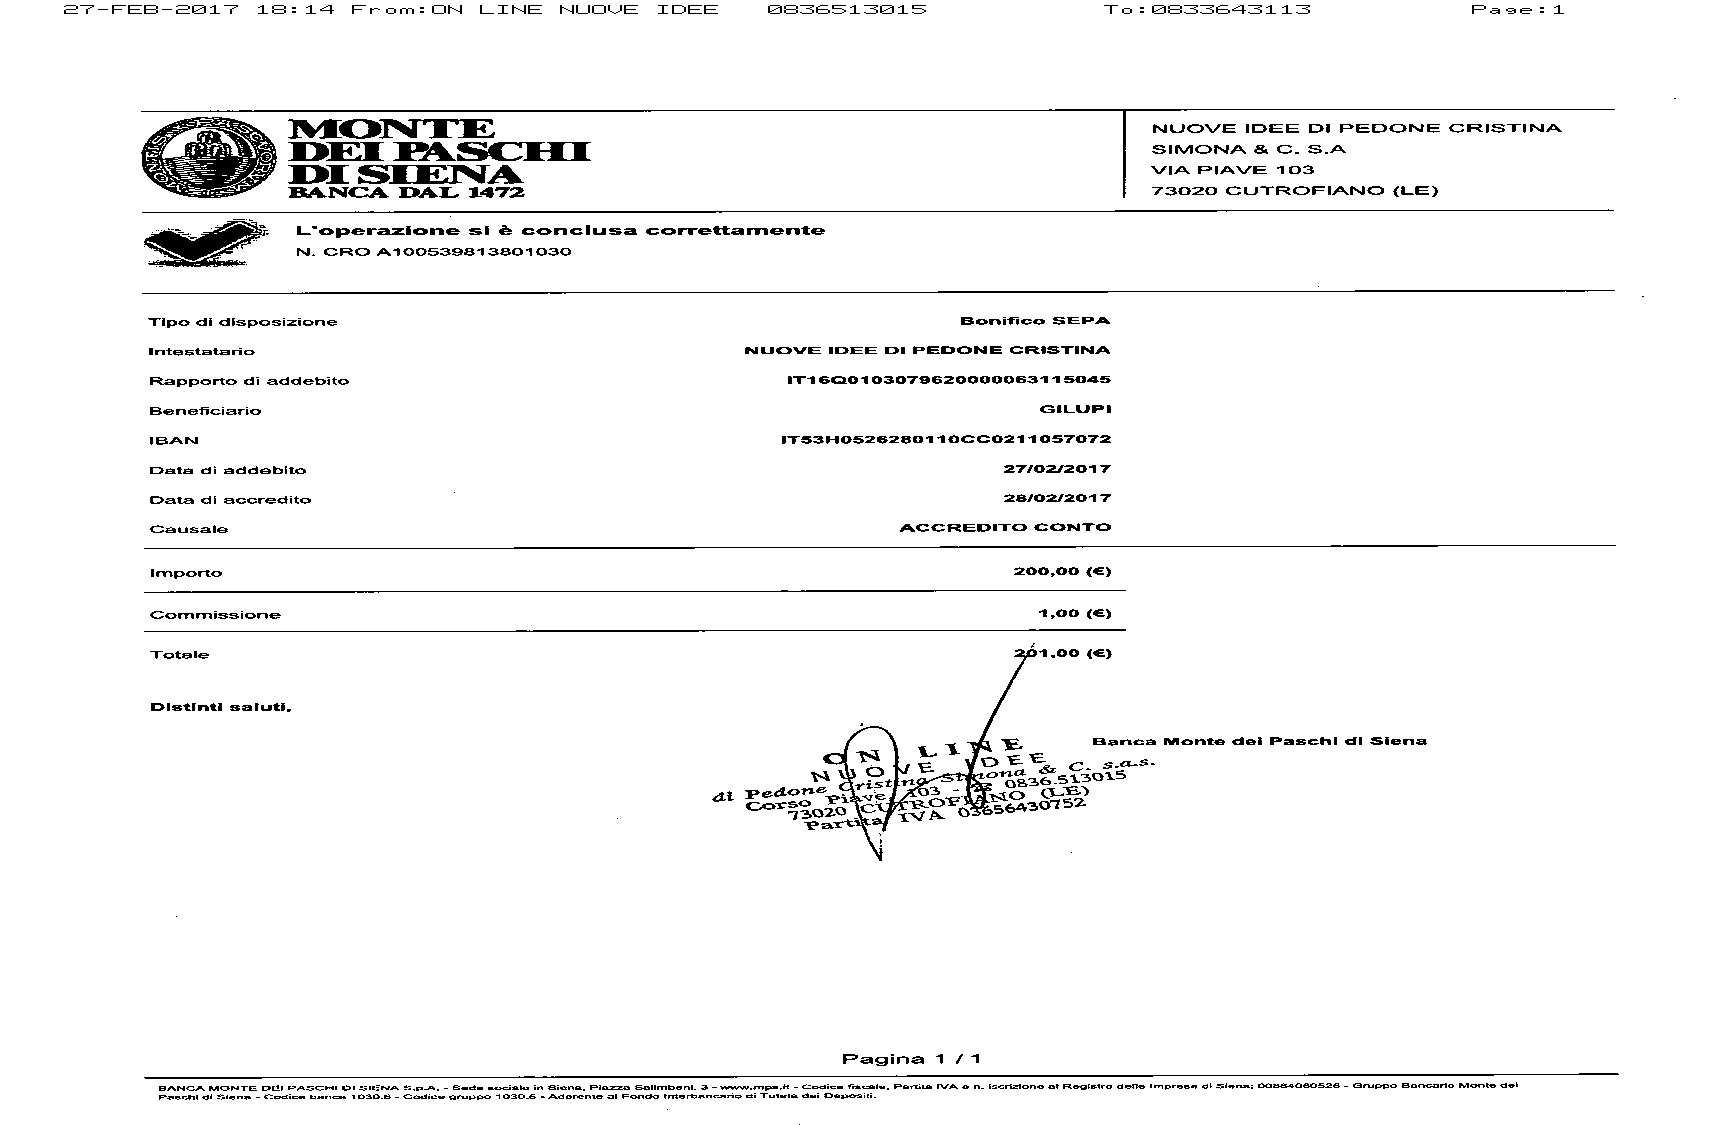 27-FEB-2017 18:14 From:ON LINE NUOVE IDEE 0836513015 To:0833643113 Page:1
MONTE
DEI PASCHI
DI SIENA
BANCA DAL 1472
NUOVE IDEE DI PEDONE CRISTINA
SIMONA & C. S.A
VIA PIAVE 103
73020 CUTROFIANO (LE)
L'operazione si è conclusa correttamente
N. CRO A100539813801030
Tipo di disposizione Bonifico SEPA
Intestatario NUOVE IDEE DI PEDONE CRISTINA
Rapporto di addebito IT16Q0103079620000063115045
Beneficiario GILUPI
IBAN IT53H0526280110CC0211057072
Data di addebito 27/02/2017
Data di accredito 28/02/2017
Causale ACCREDITO CONTO
Importo 200,00 (€)
Commissione 1,00 (€)
Totale 201,00 (€)
Distinti saluti,
Banca Monte dei Paschi di Siena
ON LINE
NUOVE IDEE
di Pedone Cristina Simona & C. s.a.s.
Corso Piave, 103 - 0836.513015
73020 CUTROFIANO (LE)
Partita IVA 03656430752
Pagina 1 / 1
BANCA MONTE DEI PASCHI DI SIENA S.p.A. - Sede sociale in Siena, Piazza Salimbeni, 3 - www.mps.it - Codice fiscale, Partita IVA e n. iscrizione al Registro delle Imprese di Siena: 00884060526 - Gruppo Bancario Monte dei
Paschi di Siena - Codice banca 1030.6 - Codice gruppo 1030.6 - Aderente al Fondo Interbancario di Tutela dei Depositi.